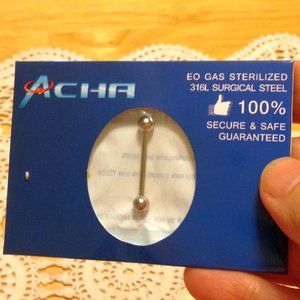 ACHA
EO GAS STERILIZED
316L SURGICAL STEEL
100%
SECURE & SAFE
GUARANTEED